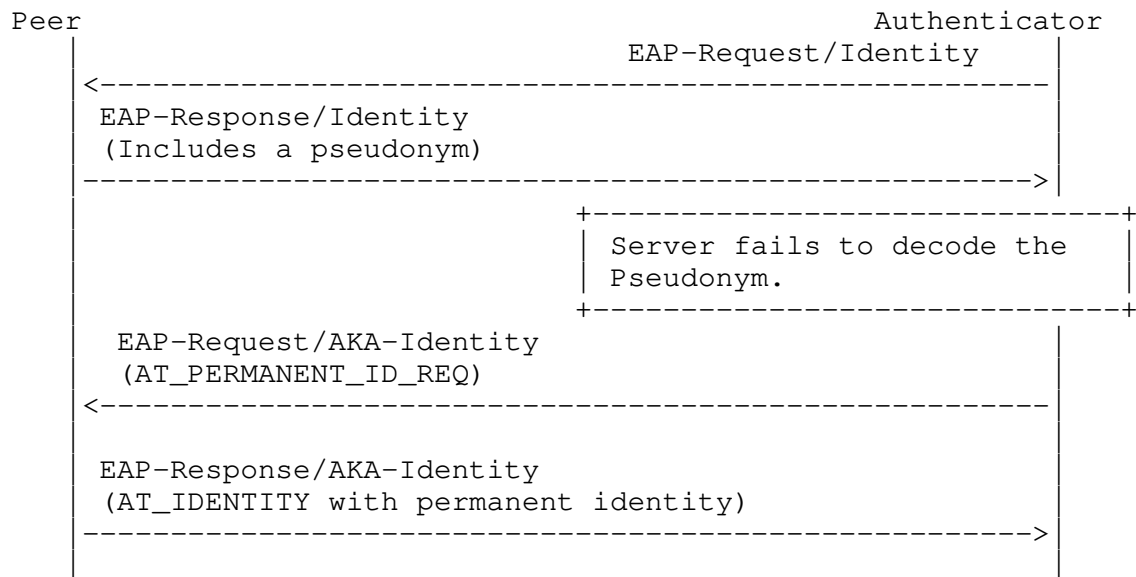 Peer Authenticator
EAP-Request/Identity
EAP-Response/Identity
(Includes a pseudonym)
Server fails to decode the
Pseudonym.
EAP-Request/AKA-Identity
(AT_PERMANENT_ID_REQ)
EAP-Response/AKA-Identity
(AT_IDENTITY with permanent identity)